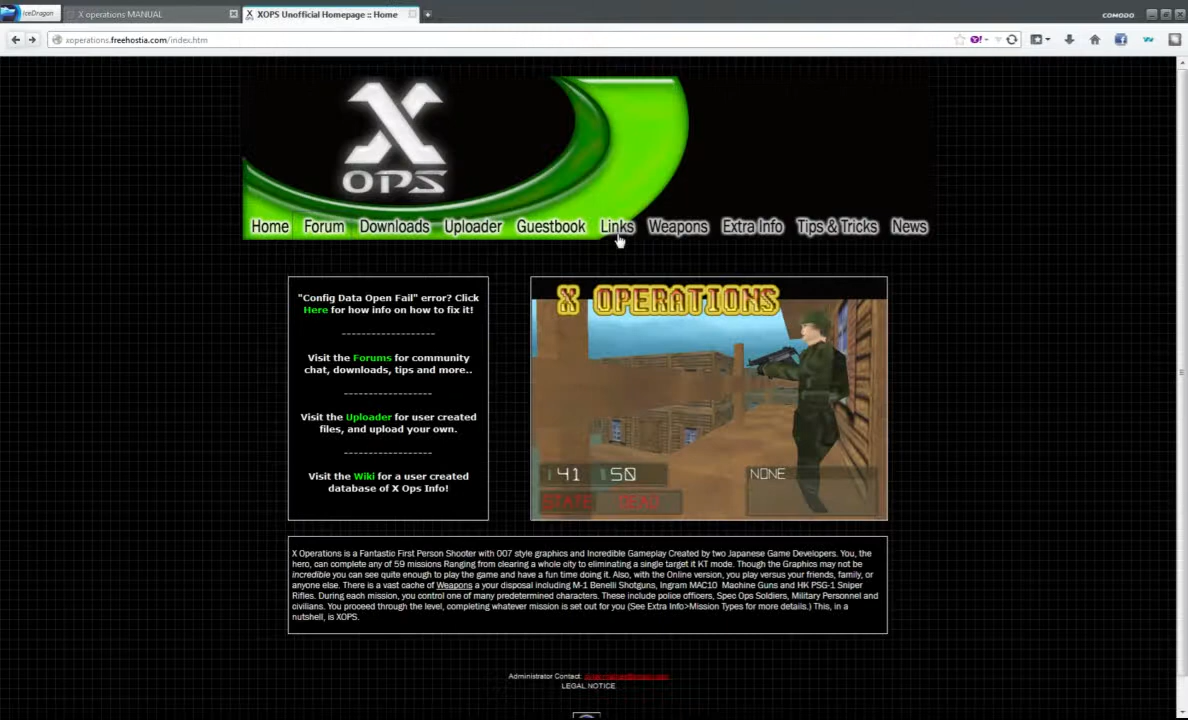 IceDragon
X operations MANUAL
XOPS Unofficial Homepage :: Home
COMODO
xoperations.freehostia.com/index.htm
X
OPS
Home Forum Downloads Uploader Guestbook Links Weapons Extra Info Tips & Tricks News
"Config Data Open Fail" error? Click
Here for how info on how to fix it!
-------------------
Visit the Forums for community
chat, downloads, tips and more..
------------------
Visit the Uploader for user created
files, and upload your own.
------------------
Visit the Wiki for a user created
database of X Ops Info!
X OPERATIONS
41 50
NONE
STATE DEAD
X Operations is a Fantastic First Person Shooter with 007 style graphics and Incredible Gameplay Created by two Japanese Game Developers. You, the
hero, can complete any of 59 missions Ranging from clearing a whole city to eliminating a single target it KT mode. Though the Graphics may not be
incredible you can see quite enough to play the game and have a fun time doing it. Also, with the Online version, you play versus your friends, family, or
anyone else. There is a vast cache of Weapons a your disposal including M-1 Benelli Shotguns, Ingram MAC10 Machine Guns and HK PSG-1 Sniper
Rifles. During each mission, you control one of many predetermined characters. These include police officers, Spec Ops Soldiers, Military Personnel and
civilians. You proceed through the level, completing whatever mission is set out for you (See Extra Info>Mission Types for more details.) This, in a
nutshell, is XOPS.
Administrator Contact:
LEGAL NOTICE